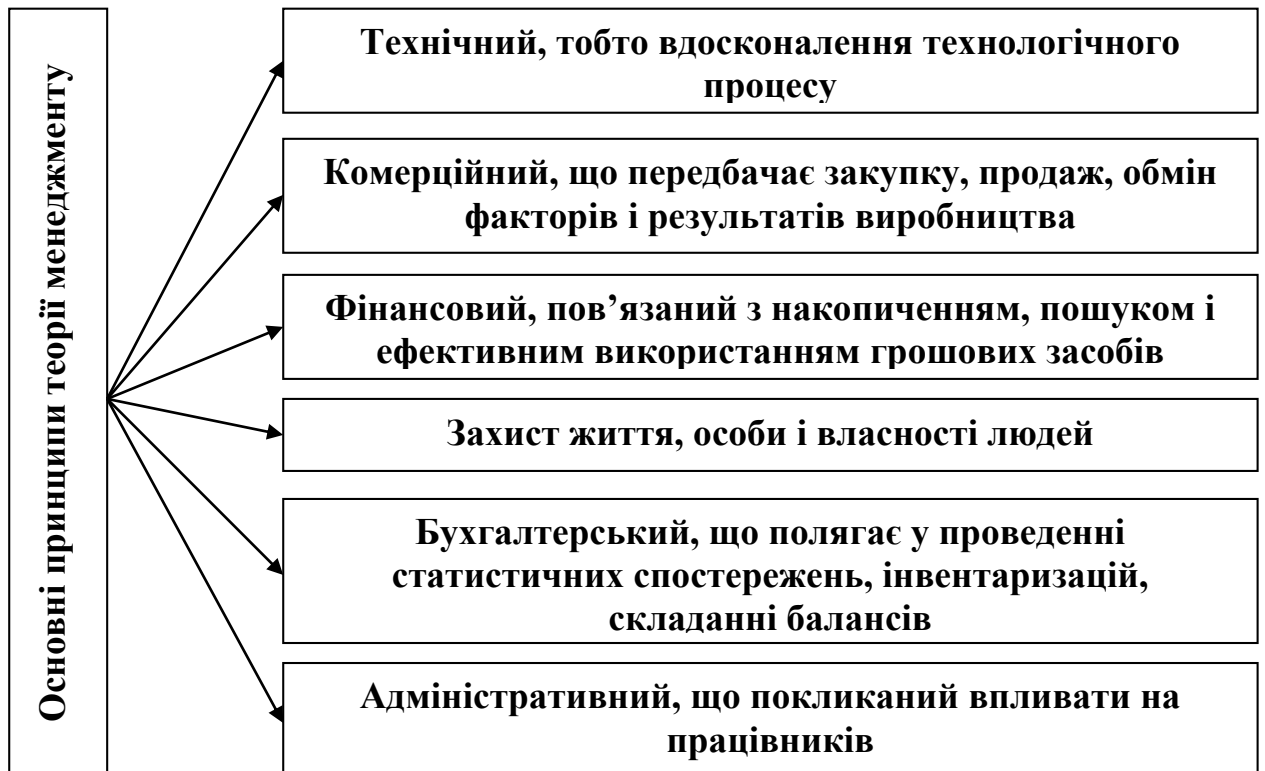 Основні принципи теорії менеджменту
Технічний, тобто вдосконалення технологічного
процесу
Комерційний, що передбачає закупку, продаж, обмін
факторів і результатів виробництва
Фінансовий, пов’язаний з накопиченням, пошуком і
ефективним використанням грошових засобів
Захист життя, особи і власності людей
Бухгалтерський, що полягає у проведенні
статистичних спостережень, інвентаризацій,
складанні балансів
Адміністративний, що покликаний впливати на
працівників